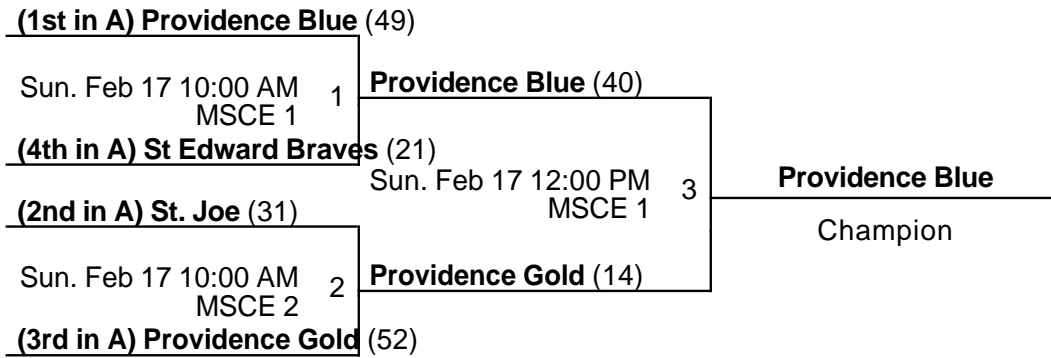 (1st in A) Providence Blue (49)
Sun. Feb 17 10:00 AM
MSCE 1
1
Providence Blue (40)
(4th in A) St Edward Braves (21)
Sun. Feb 17 12:00 PM
MSCE 1
3
Providence Blue
Champion
(2nd in A) St. Joe (31)
Sun. Feb 17 10:00 AM
MSCE 2
2
Providence Gold (14)
(3rd in A) Providence Gold (52)